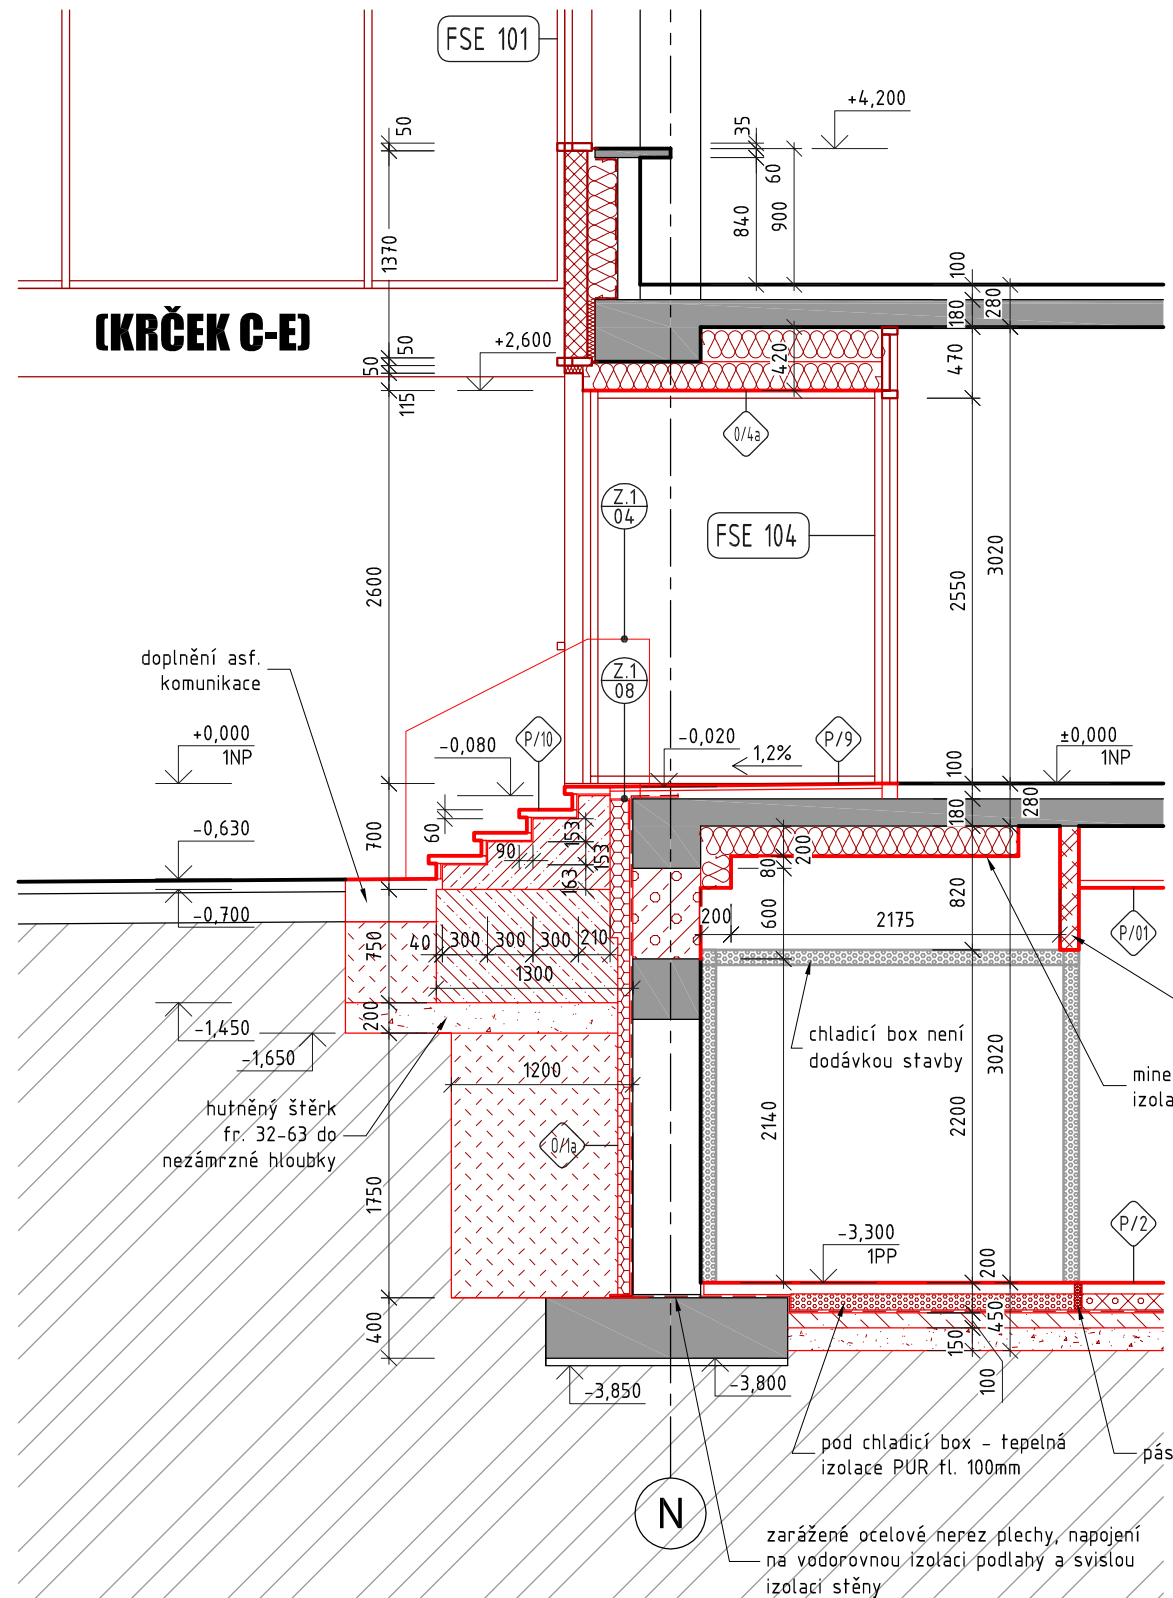 FSE 101
+4,200
50
35
60
840
900
1370
100
180
280
(KRČEK C-E)
+2,600
50
50
115
420
470
0/4a
Z.1
04
FSE 104
2600
2550
3020
doplnění asf.
komunikace
Z.1
08
+0,000
1NP
-0,080
P/10
-0,020
1,2%
P/9
±0,000
1NP
100
180
280
-0,630
700
60
90
153
153
163
200
80
600
820
-0,700
750
40
300
300
300
210
200
2175
P/01
1300
-1,450
200
-1,650
chladicí box není
dodávkou stavby
1200
3020
mine
izola
hutněný štěrk
fr. 32-63 do
nezámrzné hloubky
0/1a
2140
2200
1750
-3,300
1PP
P/2
200
400
450
150
100
-3,850
-3,800
pod chladicí box - tepelná
izolace PUR tl. 100mm
pás
N
zarážené ocelové nerez plechy, napojení
na vodorovnou izolaci podlahy a svislou
izolaci stěny